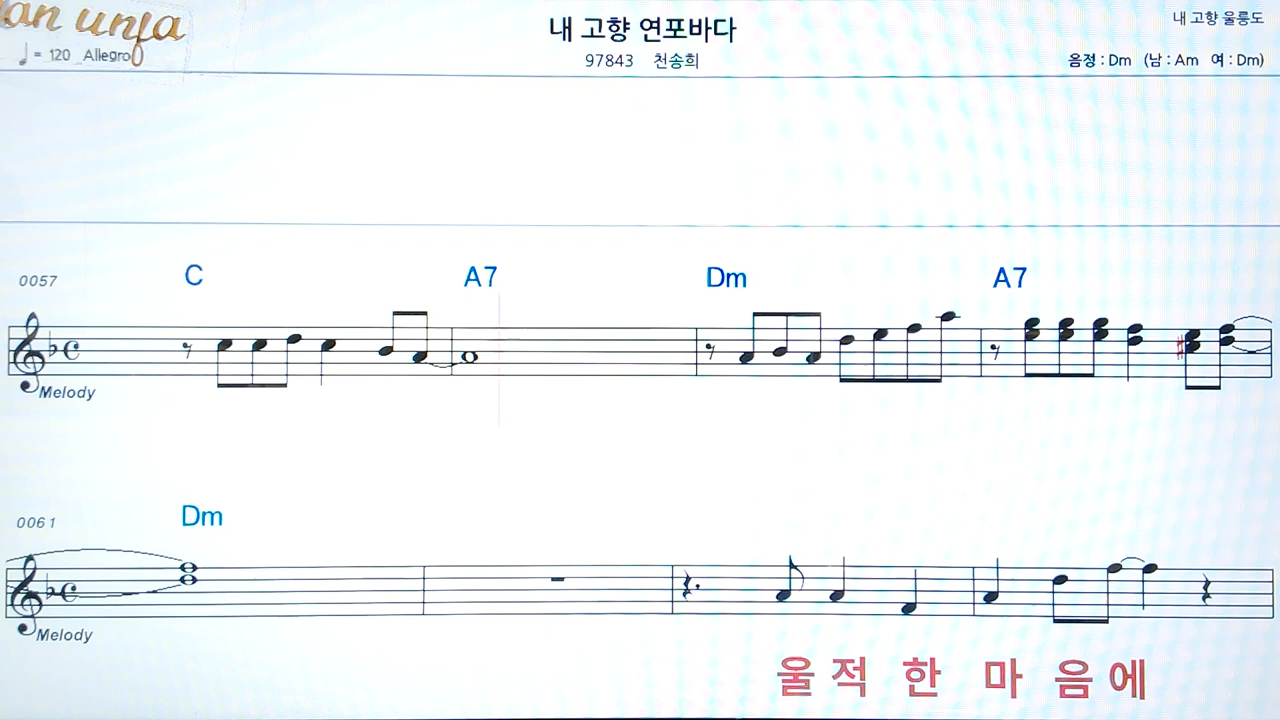 내 고향 연포바다
내 고향 울릉도
♩ = 120 Allegro
97843 천송희
음정 : Dm (남 : Am 여 : Dm)
0057
C A7 Dm A7
Melody
0061
Dm
Melody
울 적 한 마 음 에